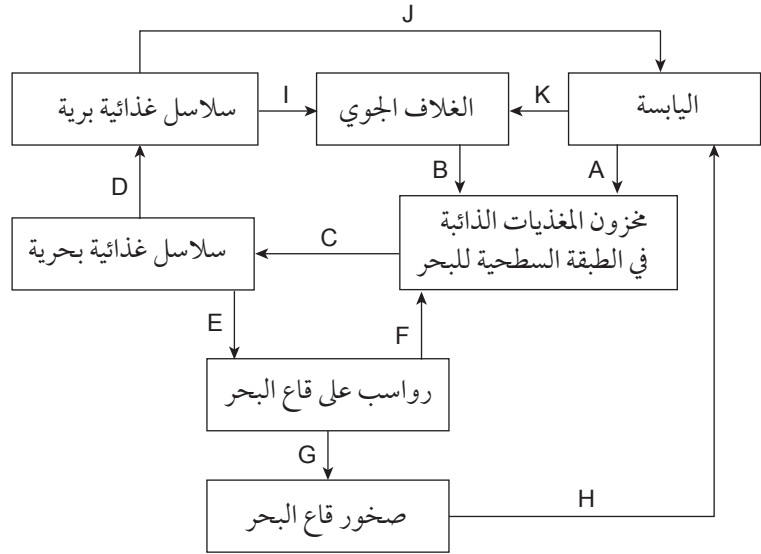 J
سلاسل غذائية برية
I
الغلاف الجوي
K
اليابسة
D
B
A
سلاسل غذائية بحرية
C
مخزون المغذيات الذائبة
في الطبقة السطحية للبحر
E
F
رواسب على قاع البحر
G
صخور قاع البحر
H